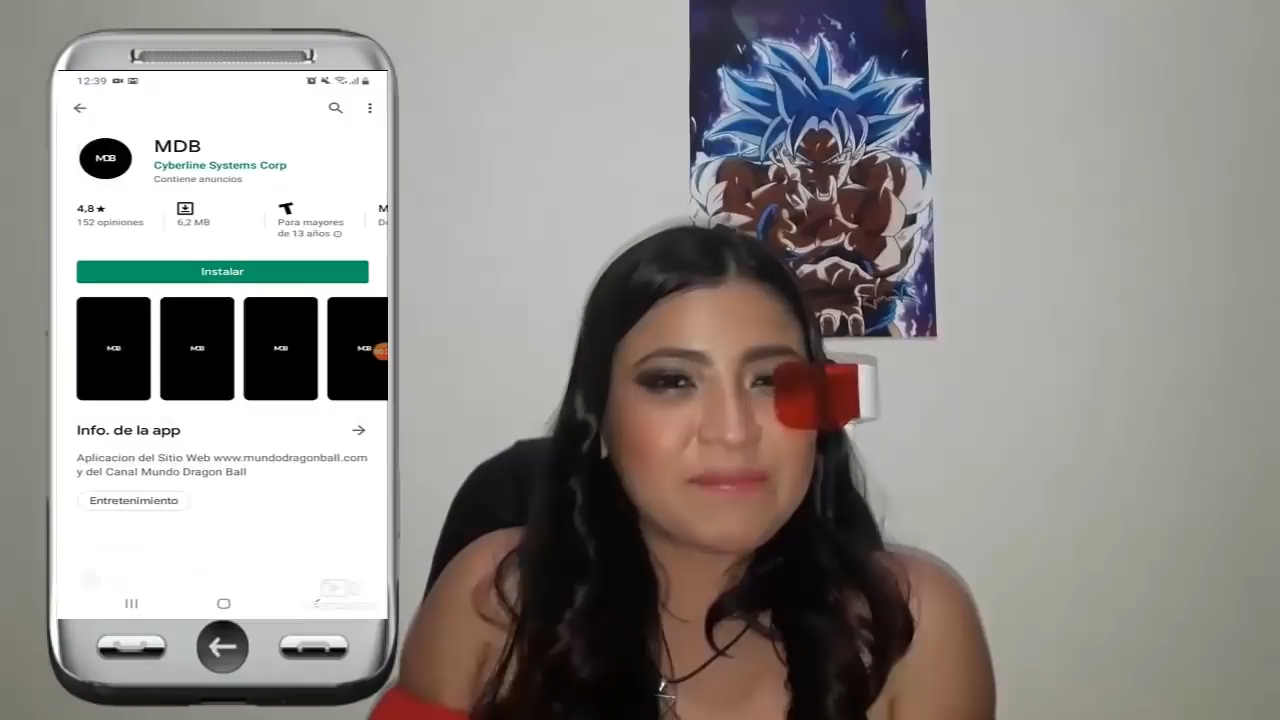 12:39
MDB
MDB
Cyberline Systems Corp
Contiene anuncios
4,8★
152 opiniones
6,2 MB
T
Para mayores
de 13 años
M
De
Instalar
MDB
MDB
MDB
MDB
Info. de la app
Aplicacion del Sitio Web www.mundodragonball.com
y del Canal Mundo Dragon Ball
Entretenimiento